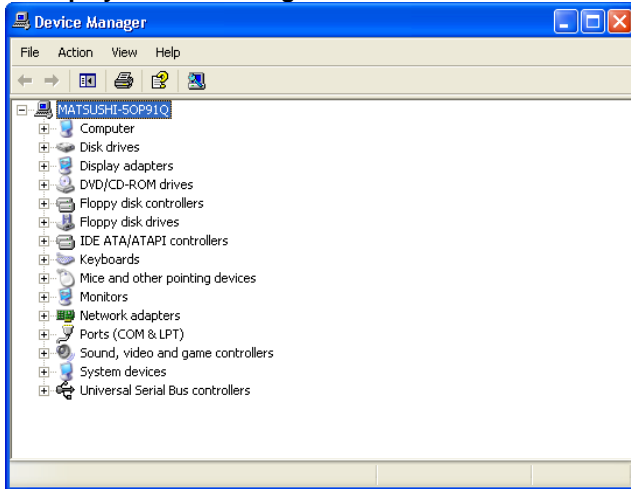 Device Manager
File Action View Help
MATSUSHI-5OP91Q
Computer
Disk drives
Display adapters
DVD/CD-ROM drives
Floppy disk controllers
Floppy disk drives
IDE ATA/ATAPI controllers
Keyboards
Mice and other pointing devices
Monitors
Network adapters
Ports (COM & LPT)
Sound, video and game controllers
System devices
Universal Serial Bus controllers